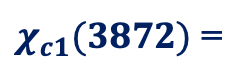 χc1(3872) =